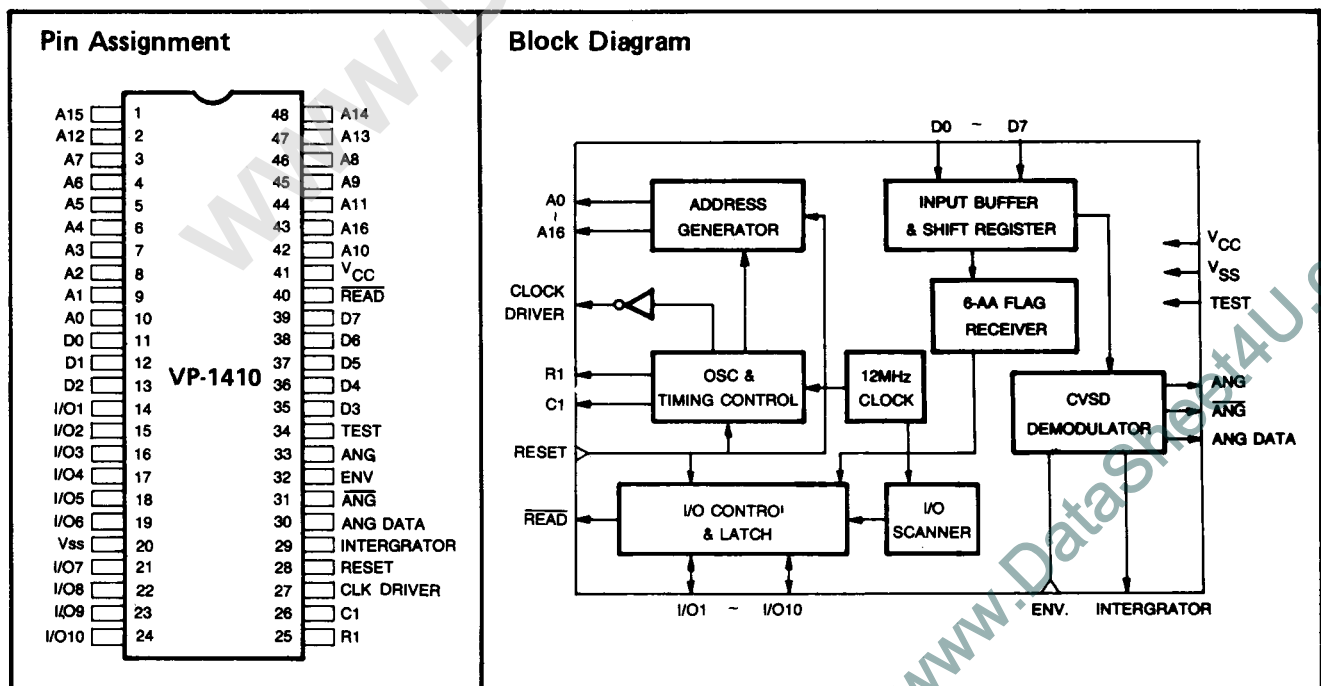 Pin Assignment
A15 1 48 A14
A12 2 47 A13
A7 3 46 A8
A6 4 45 A9
A5 5 44 A11
A4 6 43 A16
A3 7 42 A10
A2 8 41 VCC
A1 9 40 READ
A0 10 39 D7
D0 11 38 D6
D1 12 37 D5
D2 13 VP-1410 36 D4
I/O1 14 35 D3
I/O2 15 34 TEST
I/O3 16 33 ANG
I/O4 17 32 ENV
I/O5 18 31 ANG
I/O6 19 30 ANG DATA
Vss 20 29 INTERGRATOR
I/O7 21 28 RESET
I/O8 22 27 CLK DRIVER
I/O9 23 26 C1
I/O10 24 25 R1
Block Diagram
D0 ~ D7
A0
~
A16
ADDRESS
GENERATOR
INPUT BUFFER
& SHIFT REGISTER
VCC
VSS
TEST
CLOCK
DRIVER
6-AA FLAG
RECEIVER
R1
C1
OSC &
TIMING CONTROL
12MHz
CLOCK
CVSD
DEMODULATOR
ANG
ANG
ANG DATA
RESET
READ
I/O CONTROL
& LATCH
I/O
SCANNER
I/O1 ~ I/O10
ENV. INTERGRATOR
www.DataSheet4U.c